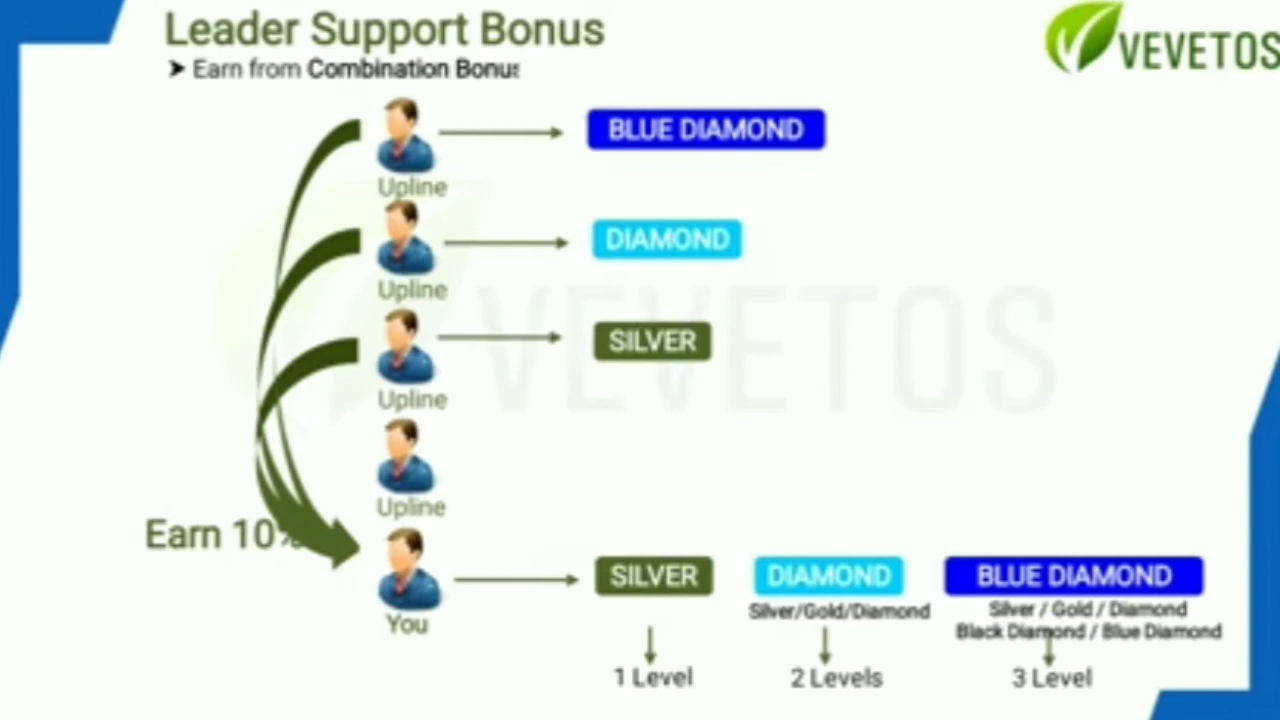 Leader Support Bonus
➤ Earn from Combination Bonus
VEVETOS
BLUE DIAMOND
Upline
DIAMOND
Upline
SILVER
Upline
VEVETOS
Upline
Earn 10%
You
SILVER
DIAMOND
BLUE DIAMOND
Silver/Gold/Diamond
Silver / Gold / Diamond
Black Diamond / Blue Diamond
1 Level
2 Levels
3 Level